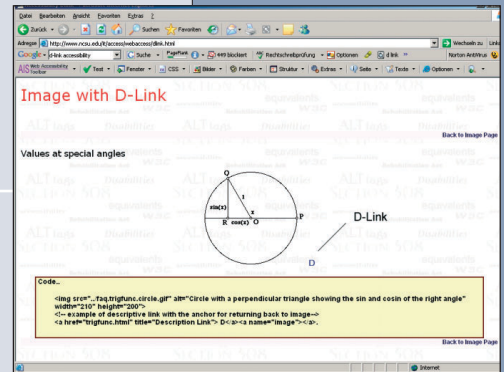 Datei Bearbeiten Ansicht Favoriten Extras ?
Zurück Suchen Favoriten
Adresse http://www.ncsu.edu/it/access/webaccess/dlink.html Wechseln zu Links
Google d-link accessibility Suche PageRank 449 blockiert Rechtschreibprüfung Optionen d link Norton AntiVirus
AIS Web Accessibility Toolbar Test Fenster CSS Bilder Farben Struktur Extras Seite Texte Optionen
Image with D-Link
Back to Image Page
Values at special angles
Q
1
sin(x)
x
R cos(x) O P
D-Link
D
Code...
<img src="../faq.trigfunc.circle.gif" alt="Circle with a perpendicular triangle showing the sin and cosin of the right angle"
width="210" height="200">
<!-- example of descriptive link with the anchor for returning back to image-->
<a href="trigfunc.html" title="Description Link"> D</a><a name="image"></a>.
Back to Image Page
Internet